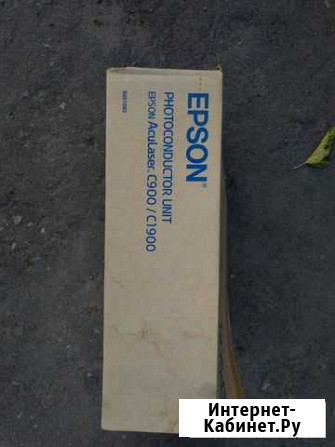 EPSON®
PHOTOCONDUCTOR UNIT
EPSON AcuLaser C900 / C1900
Интернет-
Кабинет.Ру